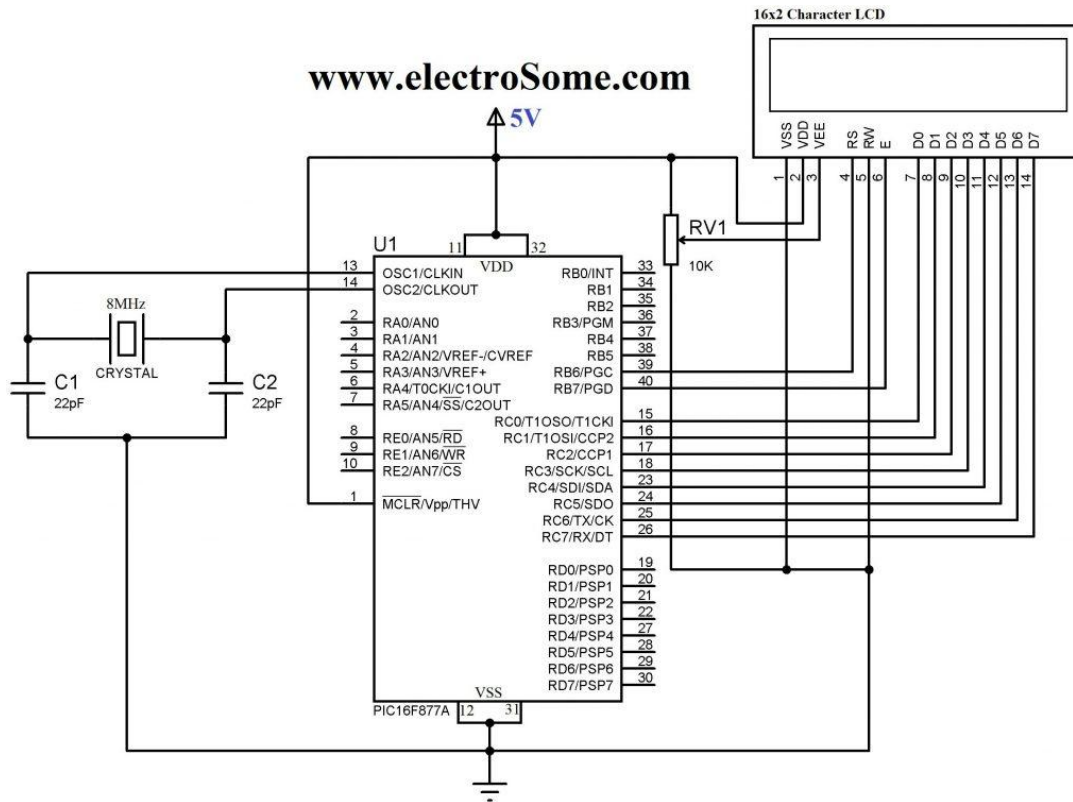 16x2 Character LCD
www.electroSome.com
5V
VSS
VDD
VEE
RS
RW
E
D0
D1
D2
D3
D4
D5
D6
D7
1
2
3
4
5
6
7
8
9
10
11
12
13
14
RV1
10K
U1
11
32
VDD
13 OSC1/CLKIN
14 OSC2/CLKOUT
2 RA0/AN0
3 RA1/AN1
4 RA2/AN2/VREF-/CVREF
5 RA3/AN3/VREF+
6 RA4/T0CKI/C1OUT
7 RA5/AN4/SS/C2OUT
8 RE0/AN5/RD
9 RE1/AN6/WR
10 RE2/AN7/CS
1 MCLR/Vpp/THV
RB0/INT 33
RB1 34
RB2 35
RB3/PGM 36
RB4 37
RB5 38
RB6/PGC 39
RB7/PGD 40
RC0/T1OSO/T1CKI 15
RC1/T1OSI/CCP2 16
RC2/CCP1 17
RC3/SCK/SCL 18
RC4/SDI/SDA 23
RC5/SDO 24
RC6/TX/CK 25
RC7/RX/DT 26
RD0/PSP0 19
RD1/PSP1 20
RD2/PSP2 21
RD3/PSP3 22
RD4/PSP4 27
RD5/PSP5 28
RD6/PSP6 29
RD7/PSP7 30
8MHz
CRYSTAL
C1
22pF
C2
22pF
VSS
PIC16F877A
12
31